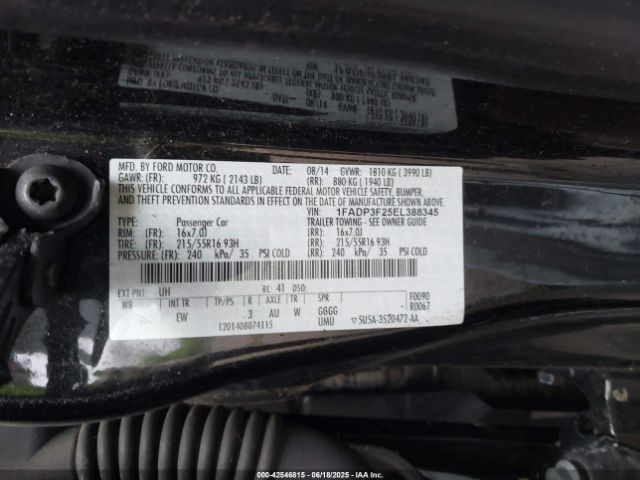 MFD. BY FORD MOTOR CO. DATE: 08/14 GVWR: 1810 KG ( 3990 LB)
GAWR: (FR): 972 KG ( 2143 LB) (RR): 880 KG ( 1940 LB)
THIS VEHICLE CONFORMS TO ALL APPLICABLE FEDERAL MOTOR VEHICLE SAFETY, BUMPER,
AND THEFT PREVENTION STANDARDS IN EFFECT ON THE DATE OF MANUFACTURE SHOWN ABOVE.
VIN: 1FADP3F25EL388345
TYPE: Passenger Car TRAILER TOWING - SEE OWNER GUIDE
RIM: (FR): 16x7.0J (RR): 16x7.0J
TIRE: (FR): 215/55R16 93H (RR): 215/55R16 93H
PRESSURE: (FR): 240 kPa/ 35 PSI COLD (RR): 240 kPa/ 35 PSI COLD
EXT PNT: UH RC: 41 DSO: F0090
WB INT TR TP/PS R AXLE TR SPR R0067
EW .3 AU W GGGG
1201408074115 UMU ▽5U5A-3520472-AA
000-42546815 - 06/18/2025 - IAAI.COM